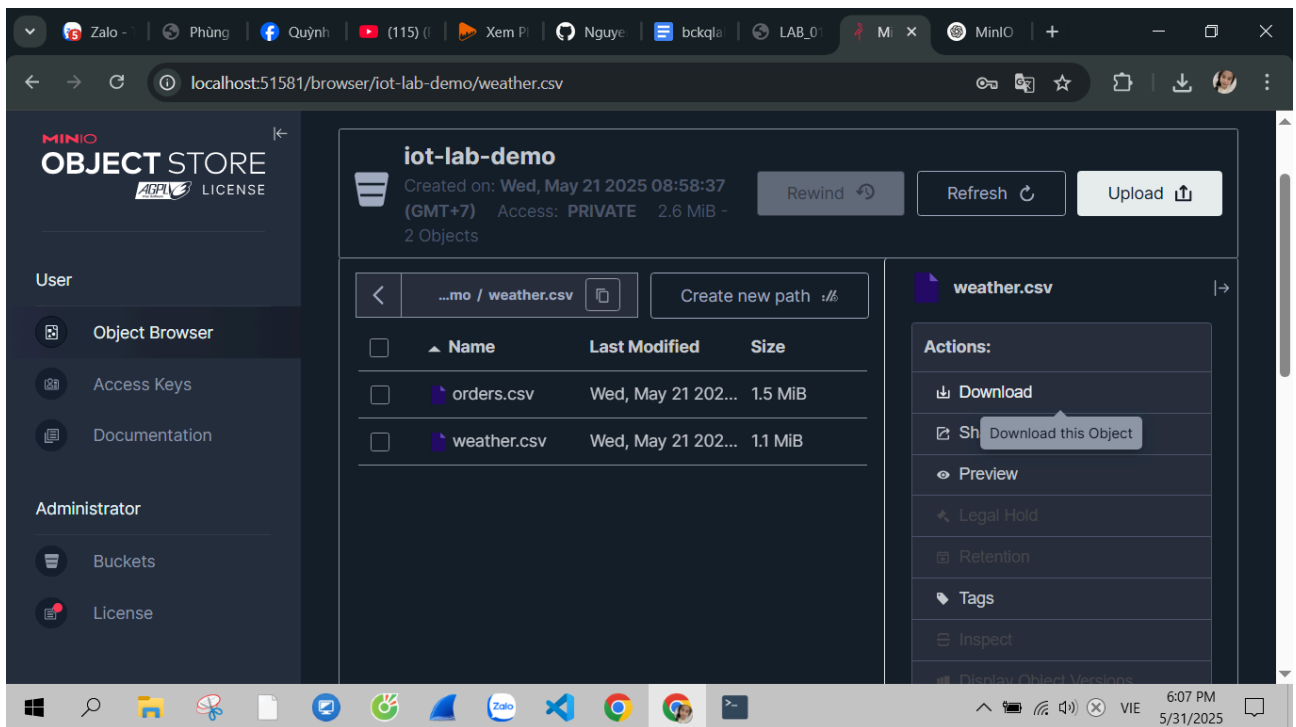 Zalo - T
Phùng
Quỳnh
(115) (
Xem P
Nguye
bckqla
LAB_01
Mi
MinIO
localhost:51581/browser/iot-lab-demo/weather.csv
MINIO
OBJECT STORE
AGPL LICENSE
iot-lab-demo
Created on: Wed, May 21 2025 08:58:37
(GMT+7) Access: PRIVATE 2.6 MiB -
2 Objects
Rewind
Refresh
Upload
User
Object Browser
Access Keys
Documentation
Administrator
Buckets
License
...mo / weather.csv
Create new path
Name Last Modified Size
orders.csv Wed, May 21 202... 1.5 MiB
weather.csv Wed, May 21 202... 1.1 MiB
weather.csv
Actions:
Download
Sh
Download this Object
Preview
Legal Hold
Retention
Tags
Inspect
Display Object Versions
Zalo
VIE
6:07 PM
5/31/2025